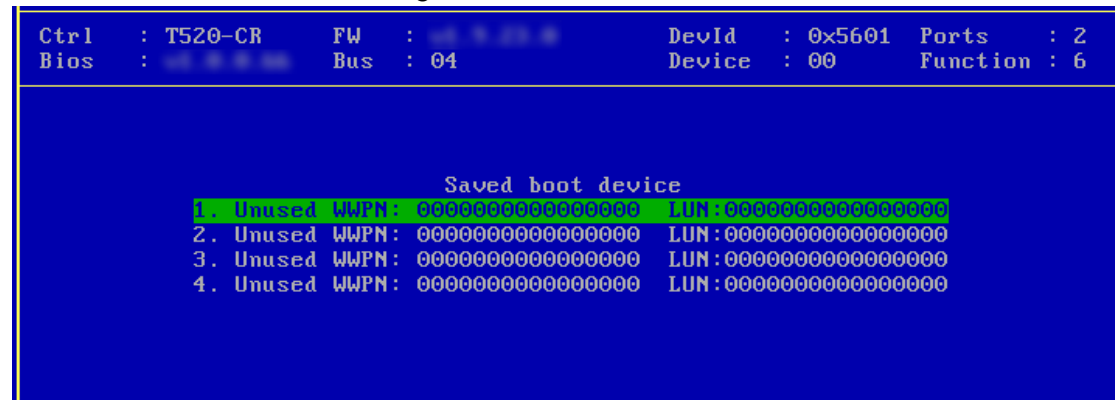 Ctrl : T520-CR FW : DevId : 0x5601 Ports : 2
Bios : Bus : 04 Device : 00 Function : 6
Saved boot device
1. Unused WWPN: 0000000000000000 LUN:0000000000000000
2. Unused WWPN: 0000000000000000 LUN:0000000000000000
3. Unused WWPN: 0000000000000000 LUN:0000000000000000
4. Unused WWPN: 0000000000000000 LUN:0000000000000000